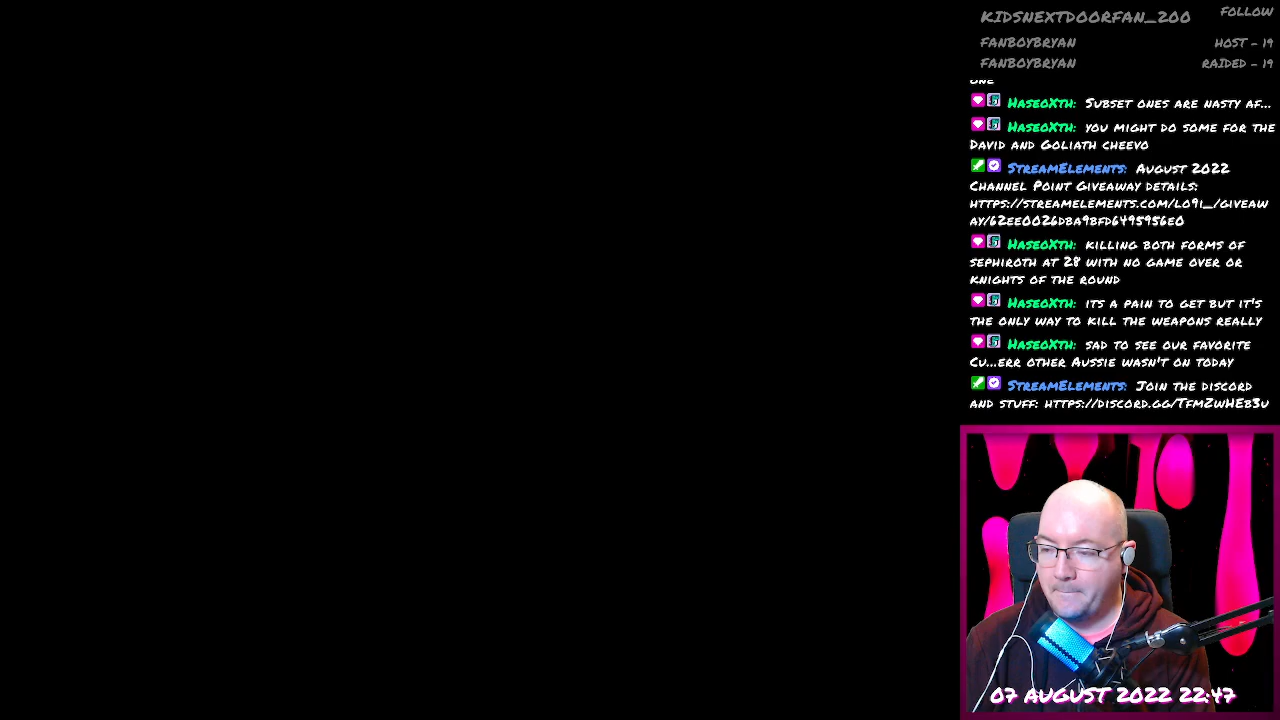 KIDSNEXTDOORFAN_200 FOLLOW
FANBOYBRYAN HOST - 19
FANBOYBRYAN RAIDED - 19
ONE
HaseoXth: Subset ones are nasty af...
HaseoXth: you might do some for the
David and Goliath cheevo
StreamElements: August 2022
Channel Point Giveaway details:
https://streamelements.com/lo9i_/giveaw
ay/62ee0026dba9bfd6495956e0
HaseoXth: killing both forms of
sephiroth at 28 with no game over or
knights of the round
HaseoXth: its a pain to get but it's
the only way to kill the weapons really
HaseoXth: sad to see our favorite
Cu...err other Aussie wasn't on today
StreamElements: Join the discord
and stuff: https://discord.gg/TfmZwHEb3u
07 AUGUST 2022 22:47